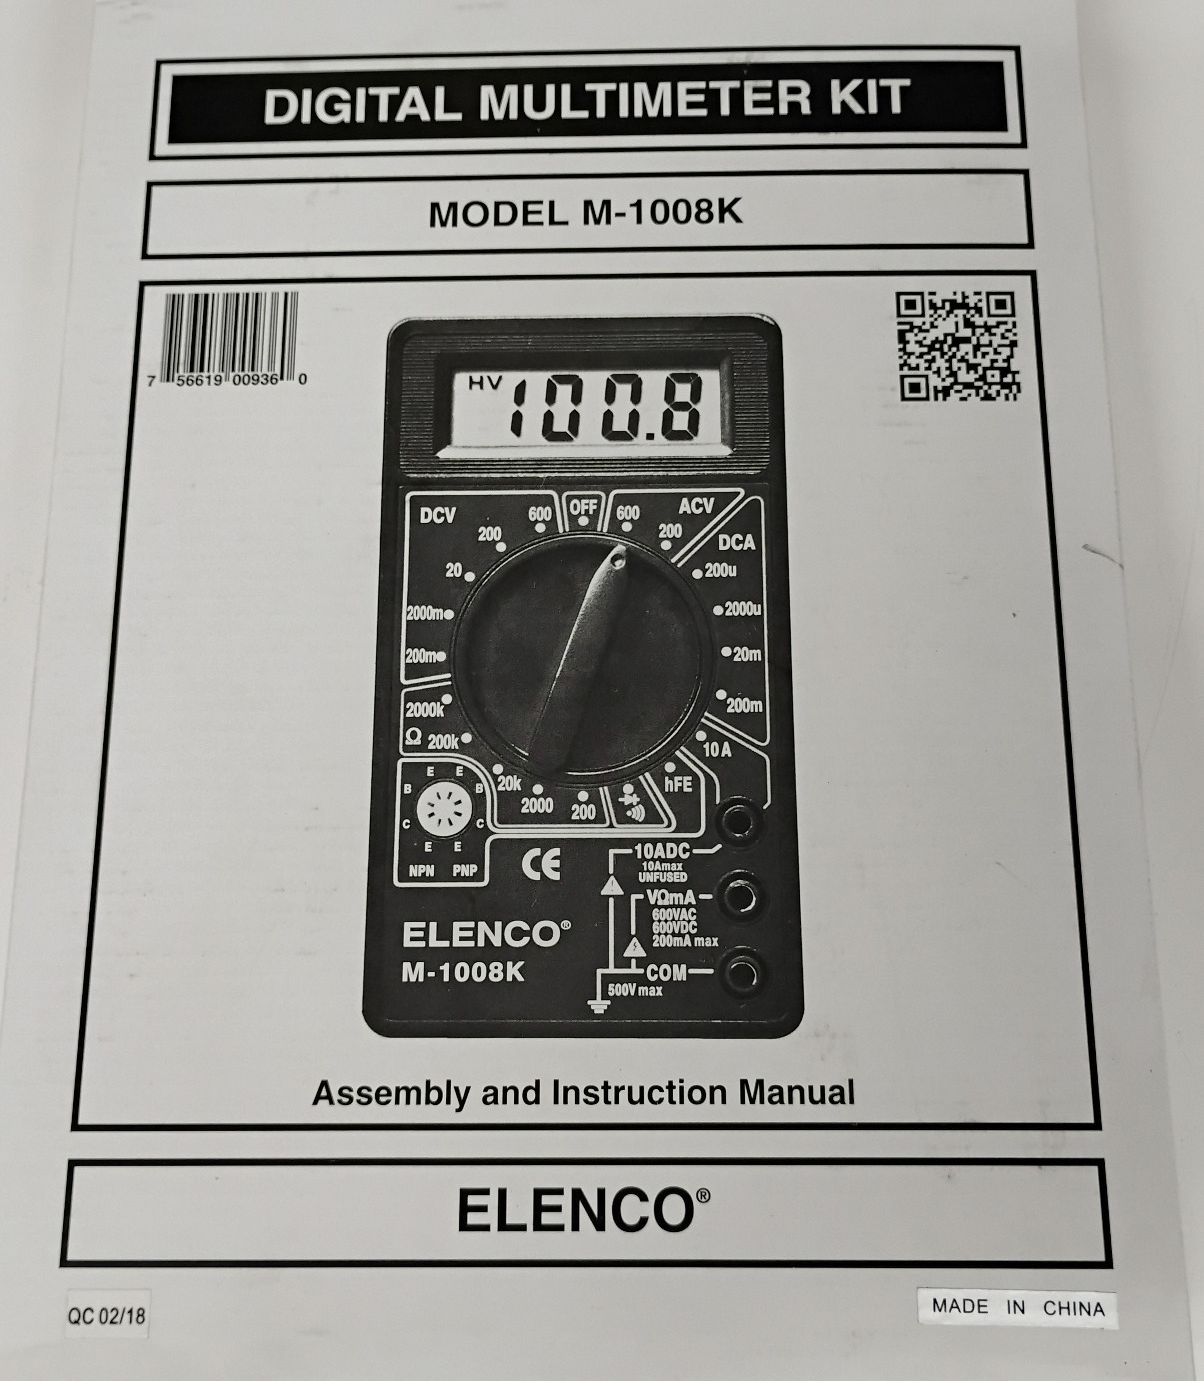 DIGITAL MULTIMETER KIT
MODEL M-1008K
7 56619 00936 0
HV
100.8
DCV
600
OFF
600
ACV
200
200
DCA
20
200u
2000m
2000u
200m
20m
2000k
200m
Ω 200k
10A
20k
2000
200
hFE
E E
B B
C C
E E
NPN PNP
CE
10ADC
10Amax
UNFUSED
VΩmA
600VAC
600VDC
200mA max
COM
500V max
ELENCO®
M-1008K
Assembly and Instruction Manual
ELENCO®
QC 02/18
MADE IN CHINA